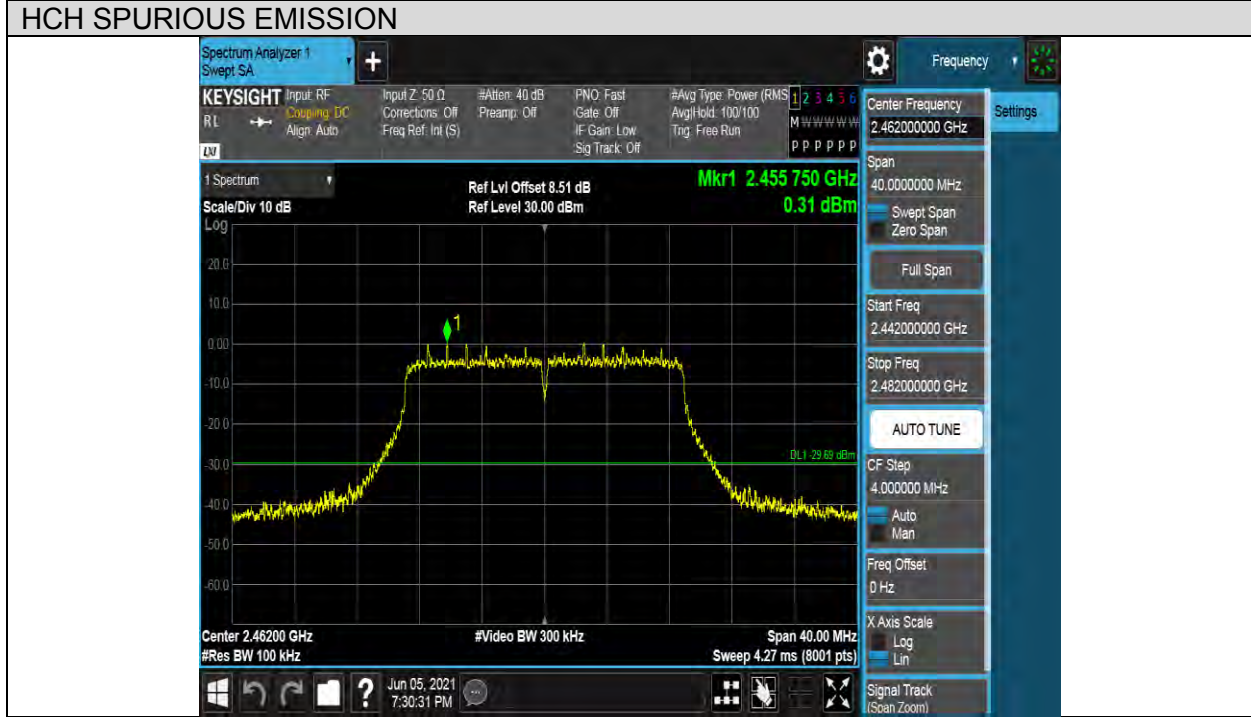 HCH SPURIOUS EMISSION
Spectrum Analyzer 1
Swept SA
+
Frequency
KEYSIGHT
RL
LXI
Input: RF
Coupling: DC
Align: Auto
Input Z: 50 Ω
Corrections: Off
Freq Ref: Int (S)
#Atten: 40 dB
Preamp: Off
PNO: Fast
Gate: Off
IF Gain: Low
Sig Track: Off
#Avg Type: Power (RMS
Avg|Hold: 100/100
Trig: Free Run
1 2 3 4 5 6
M W W W W W
P P P P P P
Center Frequency
2.462000000 GHz
Settings
Span
40.0000000 MHz
Swept Span
Zero Span
Full Span
Start Freq
2.442000000 GHz
Stop Freq
2.482000000 GHz
AUTO TUNE
CF Step
4.000000 MHz
Auto
Man
Freq Offset
0 Hz
X Axis Scale
Log
Lin
Signal Track
(Span Zoom)
1 Spectrum
Scale/Div 10 dB
Log
Ref Lvl Offset 8.51 dB
Ref Level 30.00 dBm
Mkr1 2.455 750 GHz
0.31 dBm
20.0
10.0
0.00
-10.0
-20.0
-30.0
-40.0
-50.0
-60.0
1
DL1 -29.69 dBm
Center 2.46200 GHz
#Res BW 100 kHz
#Video BW 300 kHz
Span 40.00 MHz
Sweep 4.27 ms (8001 pts)
?
Jun 05, 2021
7:30:31 PM